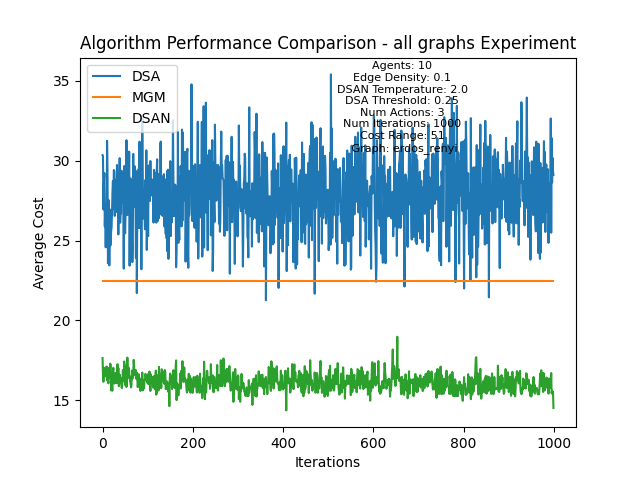 Algorithm Performance Comparison - all graphs Experiment
Agents: 10
Edge Density: 0.1
DSAN Temperature: 2.0
DSA Threshold: 0.25
Num Actions: 3
Num Iterations: 1000
Cost Range: 51
Graph: erdos_renyi
DSA
MGM
DSAN
35
30
25
20
15
Average Cost
0 200 400 600 800 1000
Iterations